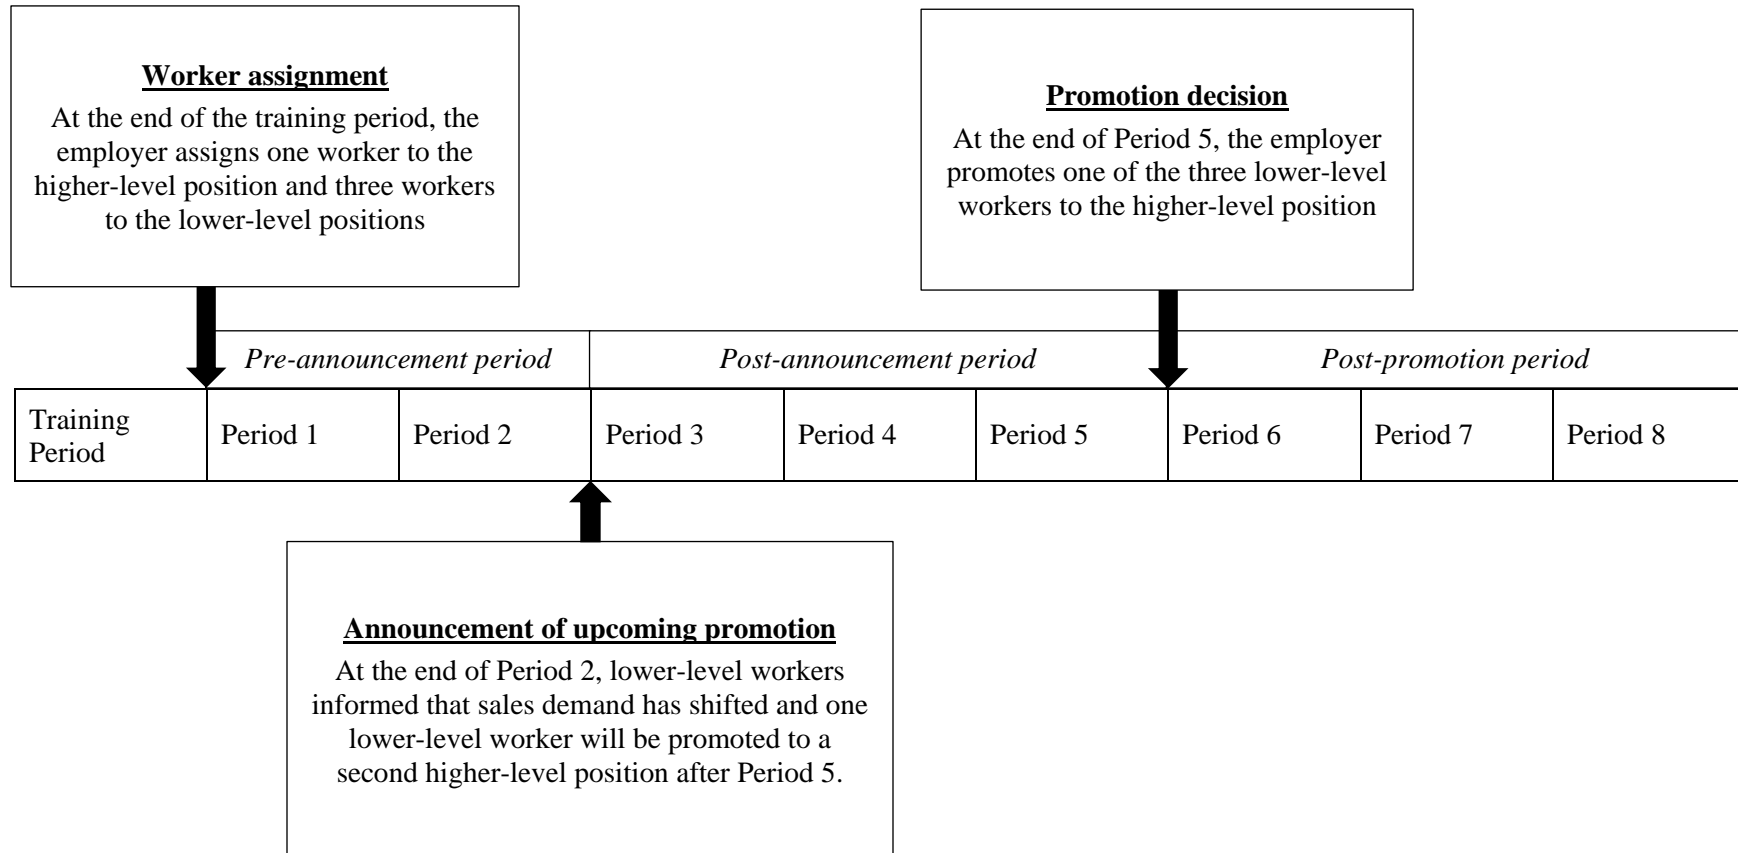 Worker assignment
At the end of the training period, the
employer assigns one worker to the
higher-level position and three workers
to the lower-level positions
Promotion decision
At the end of Period 5, the employer
promotes one of the three lower-level
workers to the higher-level position
Pre-announcement period
Post-announcement period
Post-promotion period
Training
Period
Period 1
Period 2
Period 3
Period 4
Period 5
Period 6
Period 7
Period 8
Announcement of upcoming promotion
At the end of Period 2, lower-level workers
informed that sales demand has shifted and one
lower-level worker will be promoted to a
second higher-level position after Period 5.